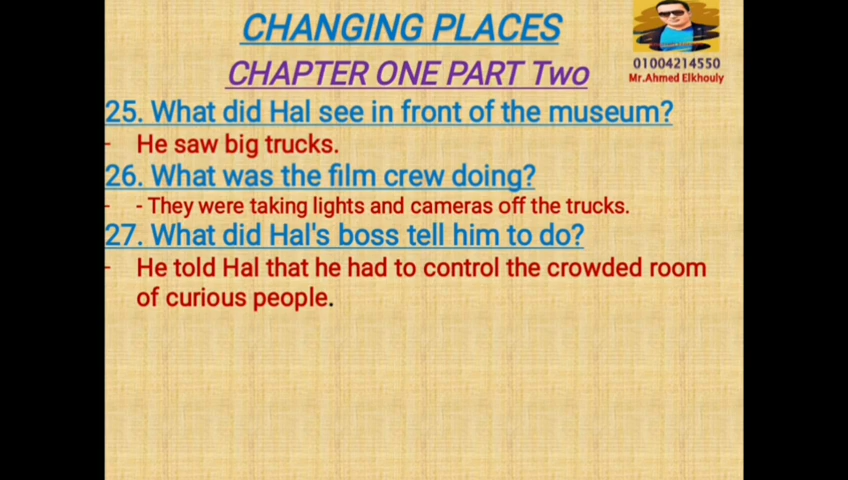 CHANGING PLACES
01004214550
Mr.Ahmed Elkhouly
CHAPTER ONE PART Two
25. What did Hal see in front of the museum?
- He saw big trucks.
26. What was the film crew doing?
- - They were taking lights and cameras off the trucks.
27. What did Hal's boss tell him to do?
- He told Hal that he had to control the crowded room
of curious people.